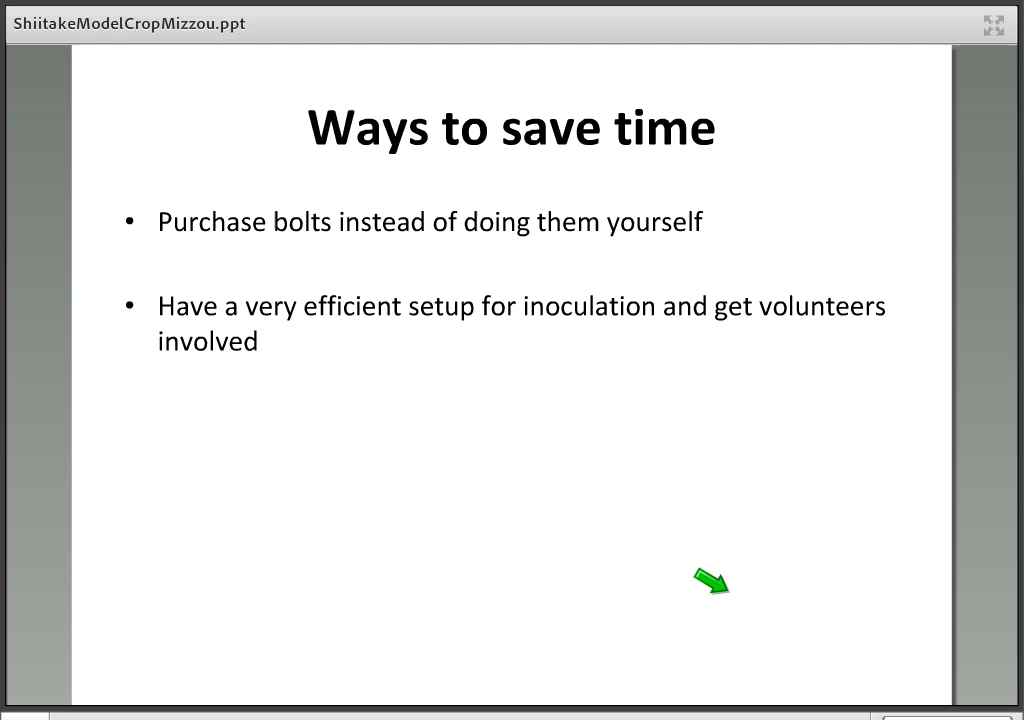 ShiitakeModelCropMizzou.ppt
Ways to save time
• Purchase bolts instead of doing them yourself
• Have a very efficient setup for inoculation and get volunteers
involved